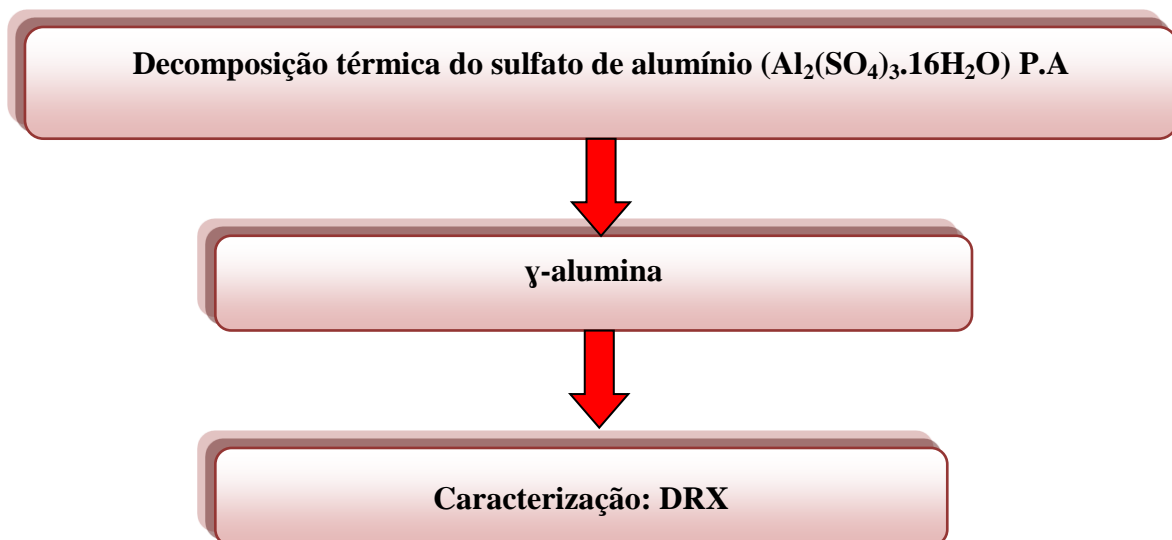 Decomposição térmica do sulfato de alumínio (Al₂(SO₄)₃.16H₂O) P.A
ɣ-alumina
Caracterização: DRX